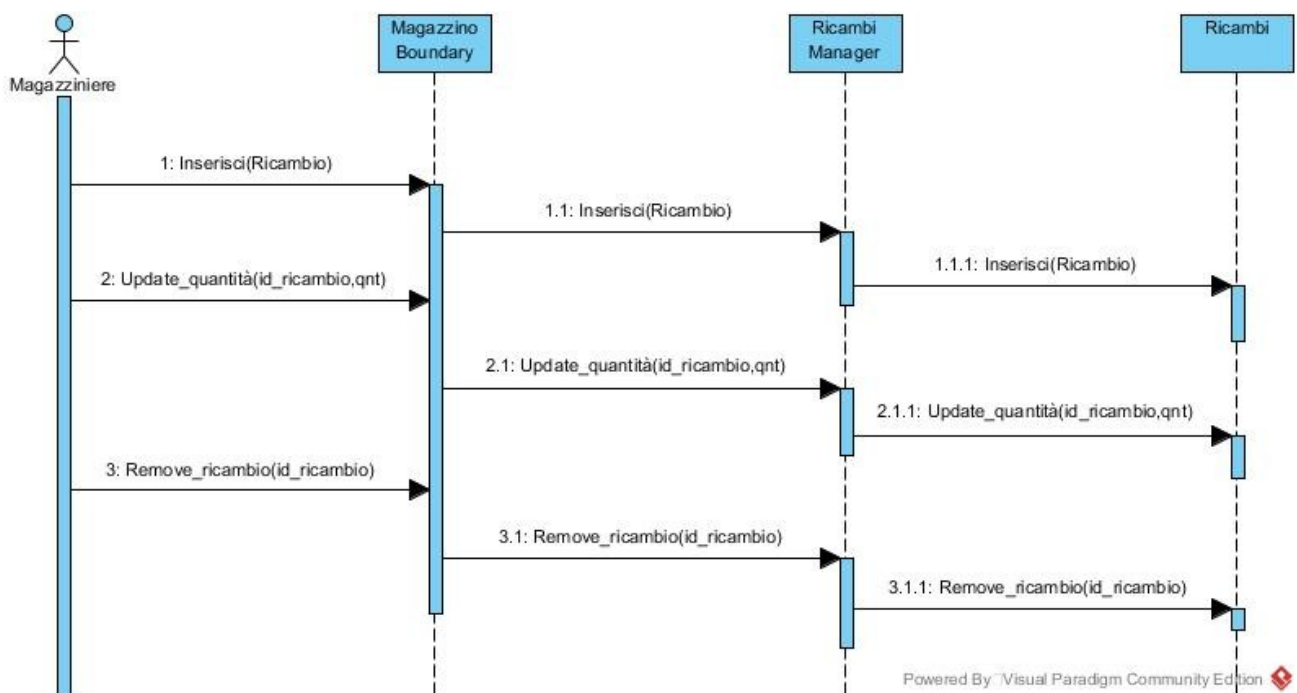 Magazziniere
Magazzino
Boundary
Ricambi
Manager
Ricambi
1: Inserisci(Ricambio)
1.1: Inserisci(Ricambio)
1.1.1: Inserisci(Ricambio)
2: Update_quantità(id_ricambio,qnt)
2.1: Update_quantità(id_ricambio,qnt)
2.1.1: Update_quantità(id_ricambio,qnt)
3: Remove_ricambio(id_ricambio)
3.1: Remove_ricambio(id_ricambio)
3.1.1: Remove_ricambio(id_ricambio)
Powered By Visual Paradigm Community Edition